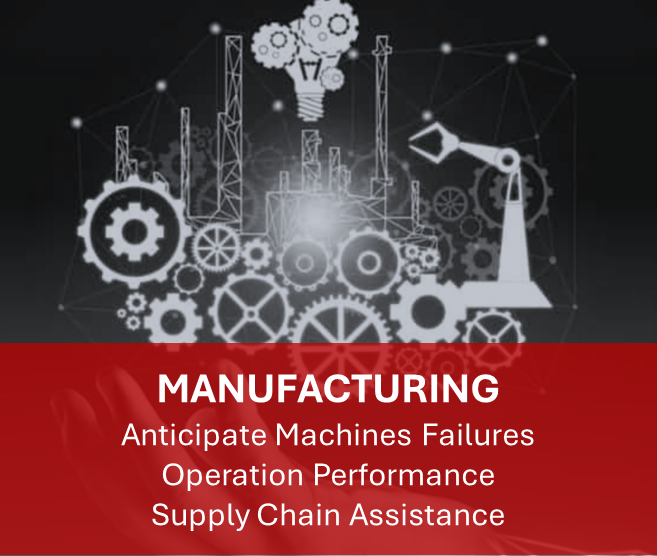 MANUFACTURING
Anticipate Machines Failures
Operation Performance
Supply Chain Assistance